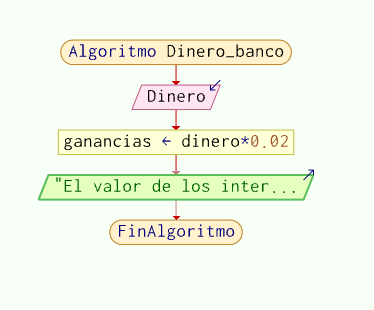 Algoritmo Dinero_banco
Dinero
ganancias ← dinero*0.02
"El valor de los inter...
FinAlgoritmo